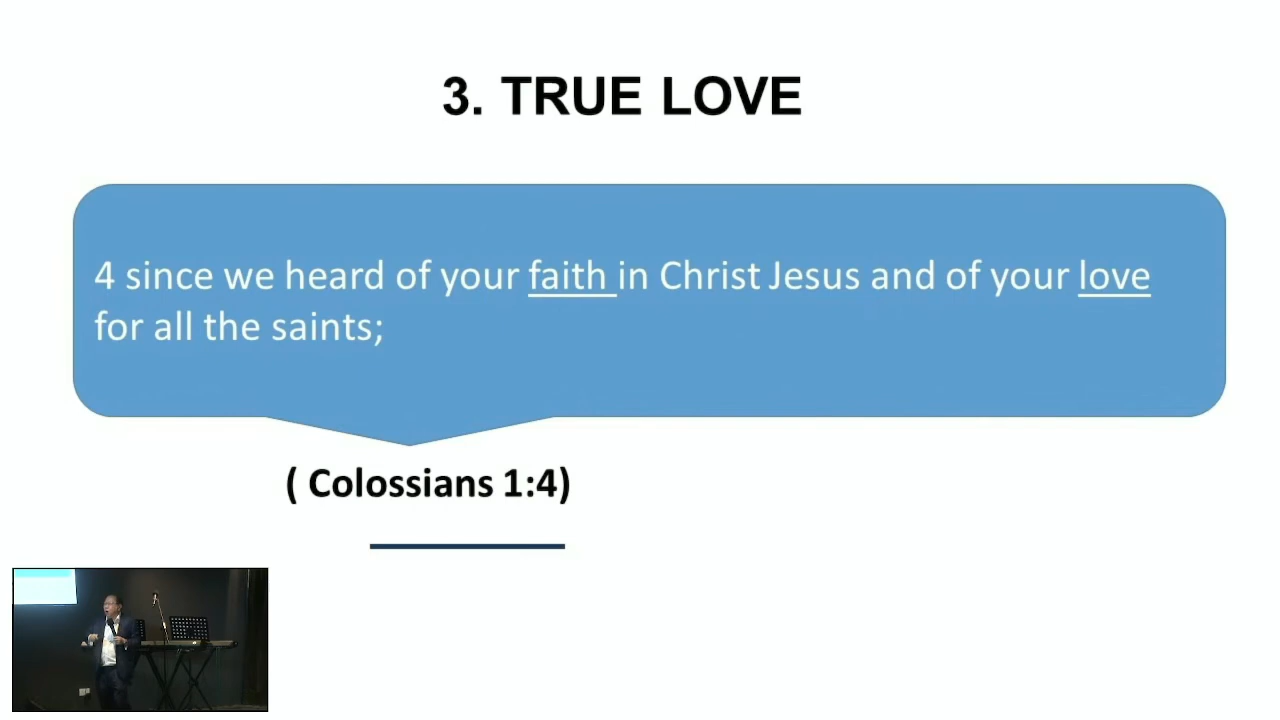 3. TRUE LOVE
4 since we heard of your faith in Christ Jesus and of your love
for all the saints;
( Colossians 1:4)